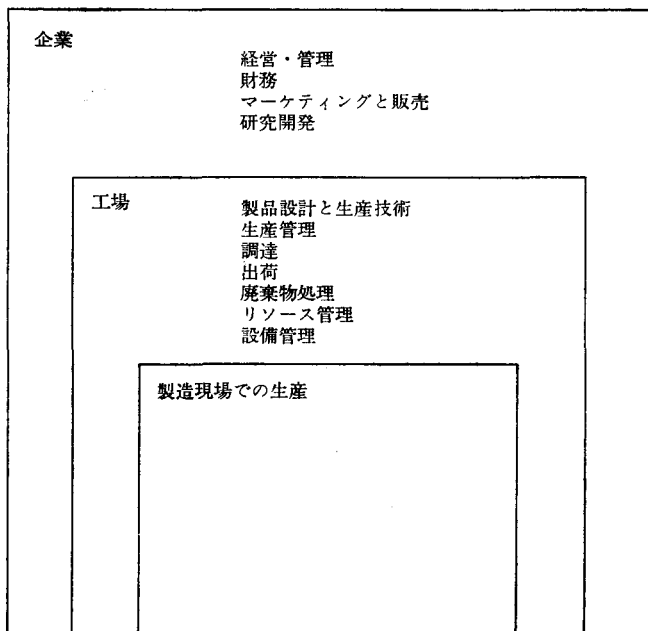 企業
経営・管理
財務
マーケティングと販売
研究開発
工場
製品設計と生産技術
生産管理
調達
出荷
廃棄物処理
リソース管理
設備管理
製造現場での生産